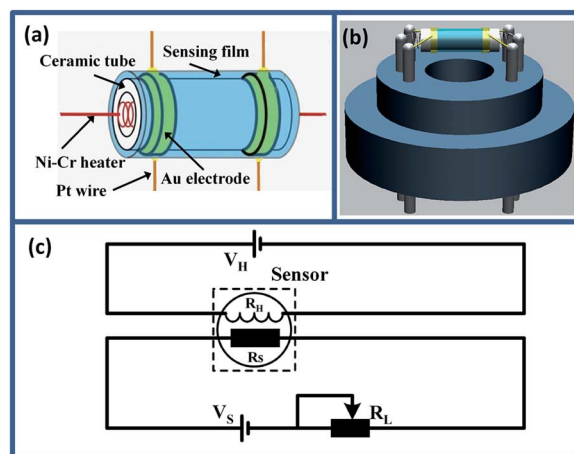 (a)
Sensing film
Ceramic tube
Ni-Cr heater
Au electrode
Pt wire
(b)
(c)
V_H
Sensor
R_H
Rs
V_S
R_L